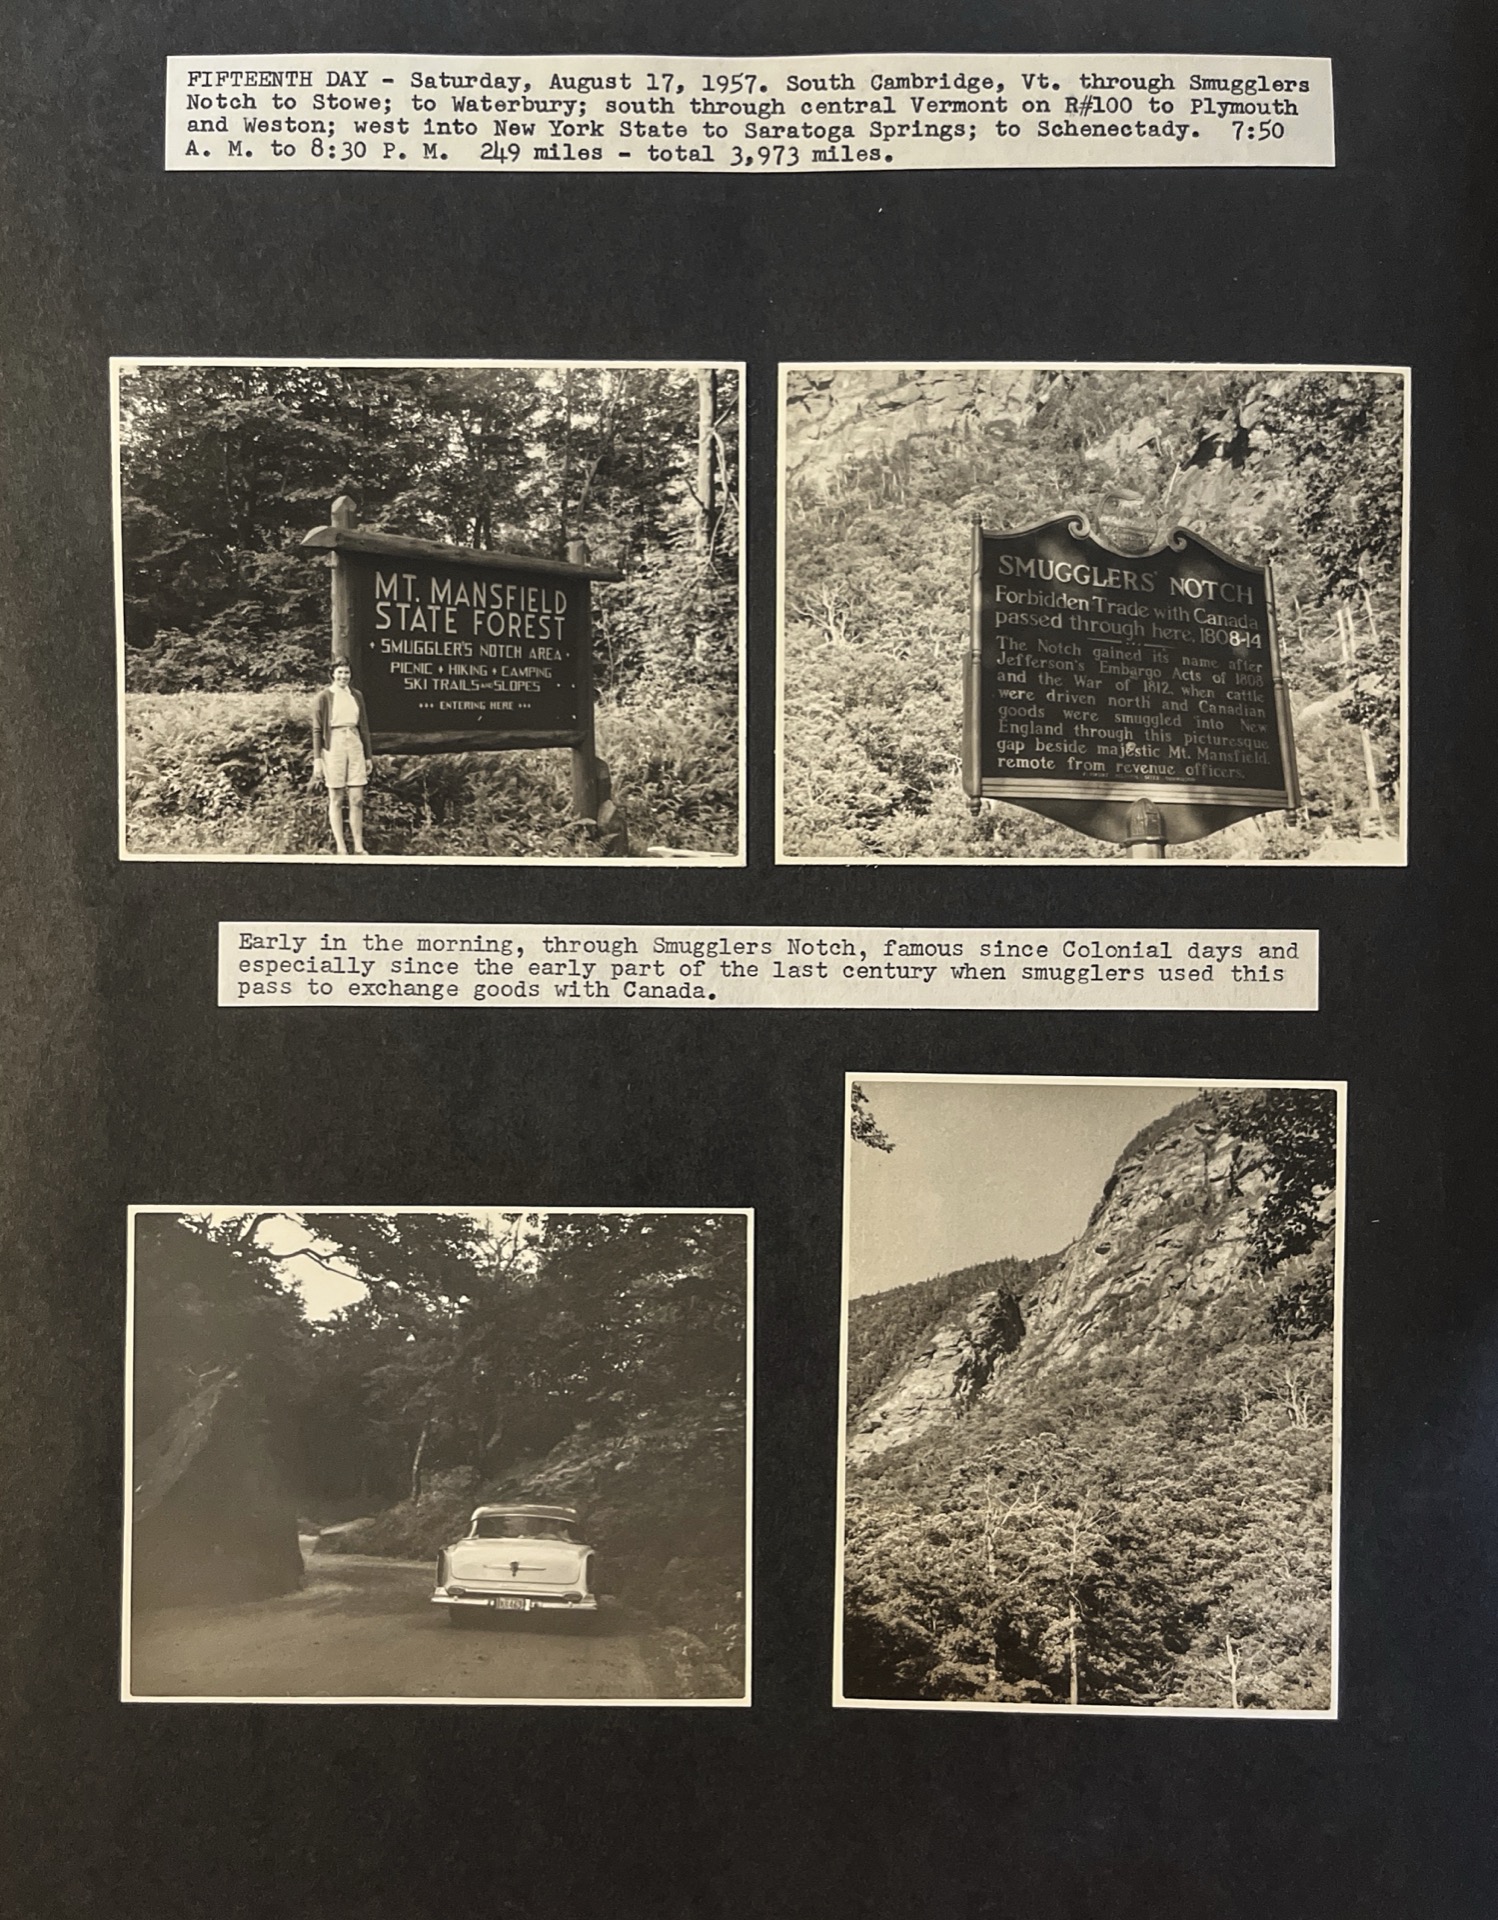 FIFTEENTH DAY - Saturday, August 17, 1957. South Cambridge, Vt. through Smugglers
Notch to Stowe; to Waterbury; south through central Vermont on R#100 to Plymouth
and Weston; west into New York State to Saratoga Springs; to Schenectady. 7:50
A. M. to 8:30 P. M. 249 miles - total 3,973 miles.
MT. MANSFIELD
STATE FOREST
SMUGGLER'S NOTCH AREA
PICNIC HIKING CAMPING
SKI TRAILS AND SLOPES
ENTERING HERE
SMUGGLERS' NOTCH
Forbidden Trade with Canada
passed through here, 1808-14
The Notch gained its name after
Jefferson's Embargo Acts of 1808
and the War of 1812, when cattle
were driven north and Canadian
goods were smuggled into New
England through this picturesque
gap beside majestic Mt. Mansfield,
remote from revenue officers.
Early in the morning, through Smugglers Notch, famous since Colonial days and
especially since the early part of the last century when smugglers used this
pass to exchange goods with Canada.